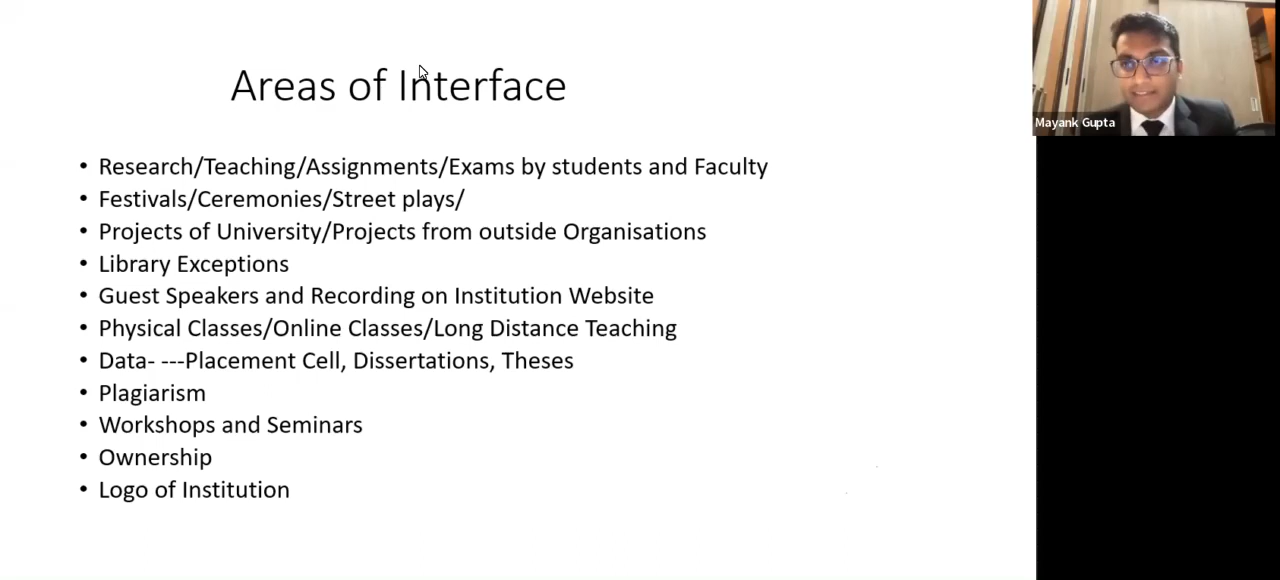 Areas of Interface
• Research/Teaching/Assignments/Exams by students and Faculty
• Festivals/Ceremonies/Street plays/
• Projects of University/Projects from outside Organisations
• Library Exceptions
• Guest Speakers and Recording on Institution Website
• Physical Classes/Online Classes/Long Distance Teaching
• Data- ---Placement Cell, Dissertations, Theses
• Plagiarism
• Workshops and Seminars
• Ownership
• Logo of Institution
Mayank Gupta